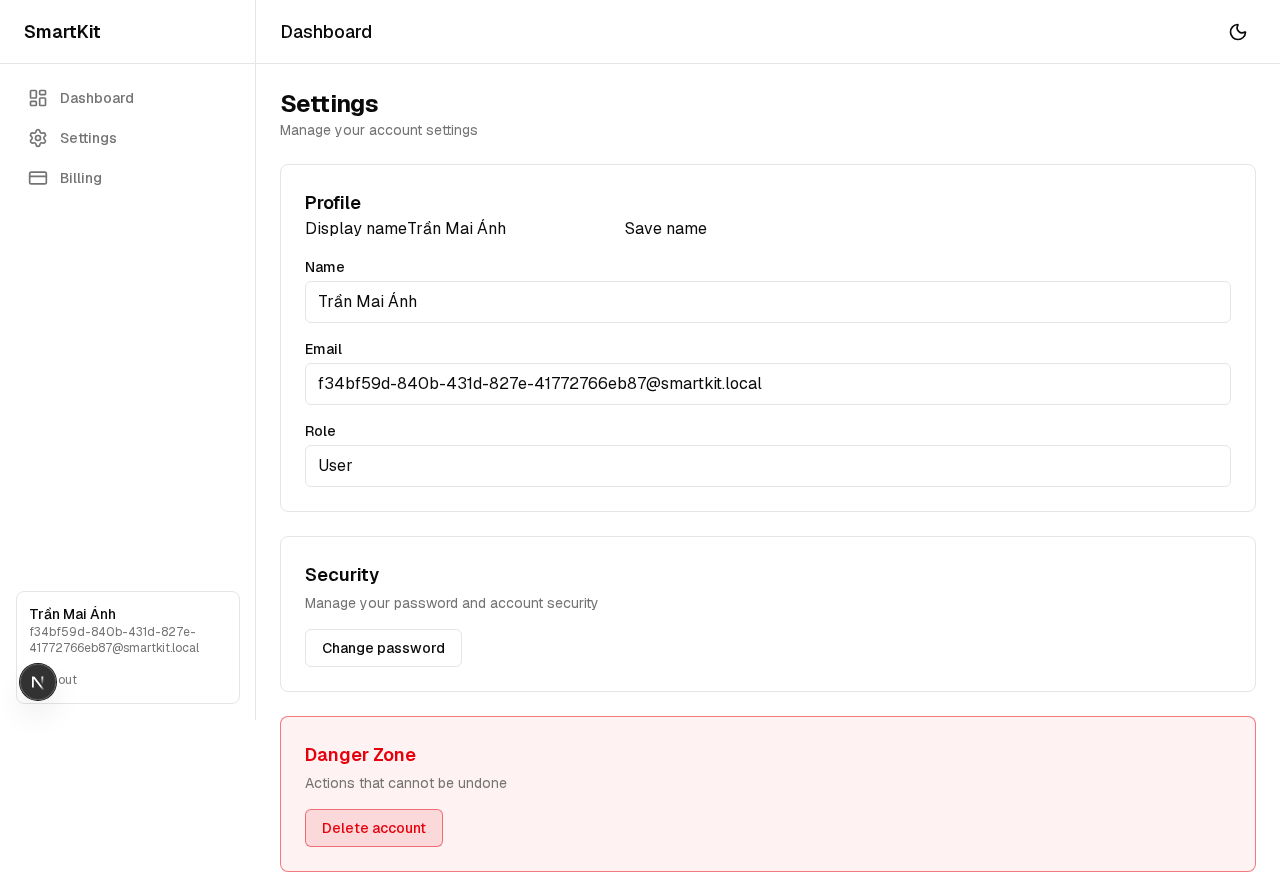 SmartKit
Dashboard
Dashboard
Settings
Billing
Settings
Manage your account settings
Profile
Display nameTrần Mai Ánh Save name
Name
Trần Mai Ánh
Email
f34bf59d-840b-431d-827e-41772766eb87@smartkit.local
Role
User
Security
Manage your password and account security
Change password
Danger Zone
Actions that cannot be undone
Delete account
Trần Mai Ánh
f34bf59d-840b-431d-827e-
41772766eb87@smartkit.local
N
out